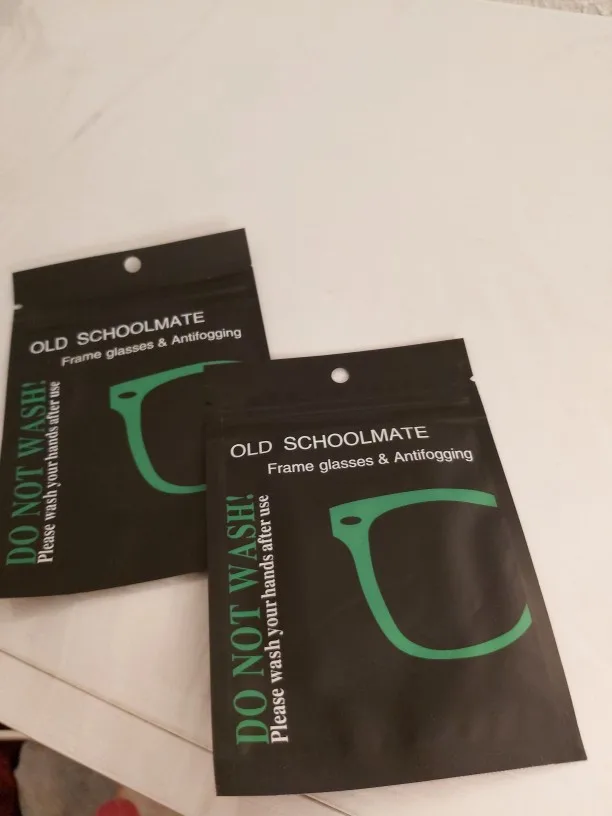 OLD SCHOOLMATE
Frame glasses & Antifogging
DO NOT WASH!
Please wash your hands after use
OLD SCHOOLMATE
Frame glasses & Antifogging
DO NOT WASH!
Please wash your hands after use